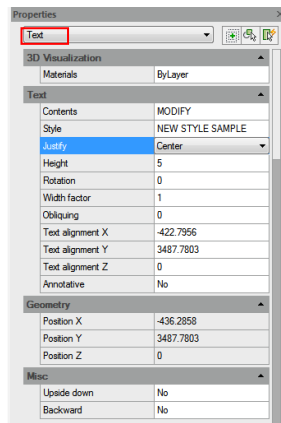 Properties
Text
3D Visualization
Materials ByLayer
Text
Contents MODIFY
Style NEW STYLE SAMPLE
Justify Center
Height 5
Rotation 0
Width factor 1
Obliquing 0
Text alignment X -422.7956
Text alignment Y 3487.7803
Text alignment Z 0
Annotative No
Geometry
Position X -436.2858
Position Y 3487.7803
Position Z 0
Misc
Upside down No
Backward No